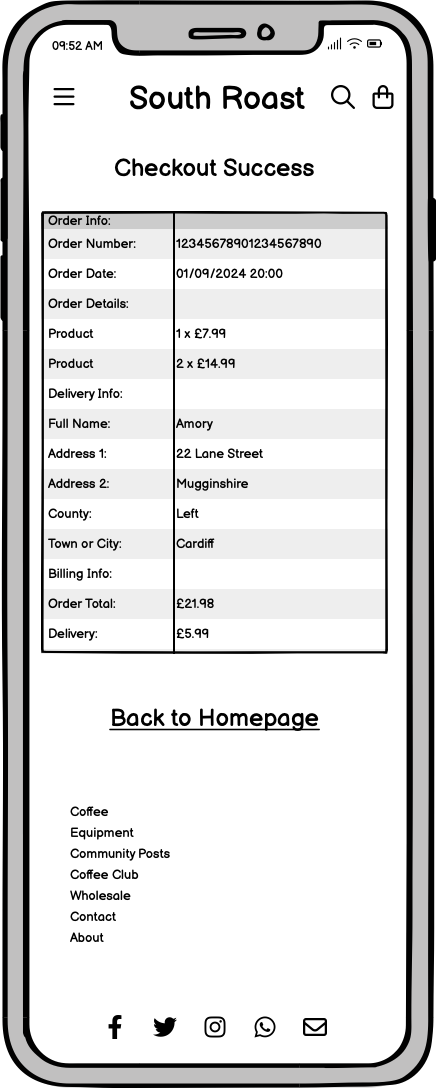 09:52 AM
South Roast
Checkout Success
Order Info:
Order Number: 12345678901234567890
Order Date: 01/09/2024 20:00
Order Details:
Product 1 x £7.99
Product 2 x £14.99
Delivery Info:
Full Name: Amory
Address 1: 22 Lane Street
Address 2: Mugginshire
County: Left
Town or City: Cardiff
Billing Info:
Order Total: £21.98
Delivery: £5.99
Back to Homepage
Coffee
Equipment
Community Posts
Coffee Club
Wholesale
Contact
About